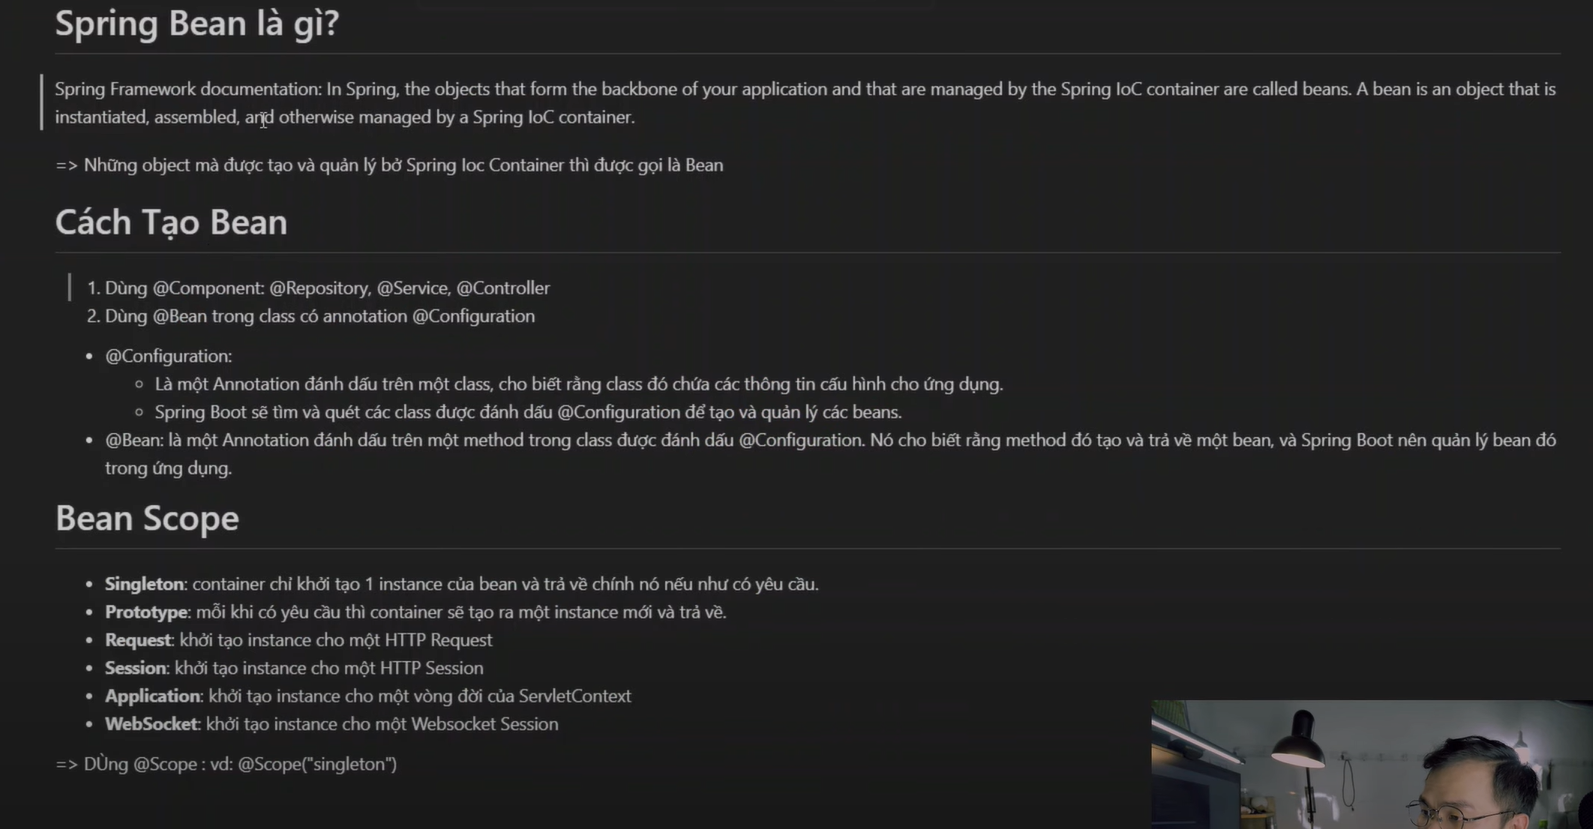 Spring Bean là gì?
Spring Framework documentation: In Spring, the objects that form the backbone of your application and that are managed by the Spring IoC container are called beans. A bean is an object that is
instantiated, assembled, and otherwise managed by a Spring IoC container.
=> Những object mà được tạo và quản lý bở Spring Ioc Container thì được gọi là Bean
Cách Tạo Bean
1. Dùng @Component: @Repository, @Service, @Controller
2. Dùng @Bean trong class có annotation @Configuration
• @Configuration:
◦ Là một Annotation đánh dấu trên một class, cho biết rằng class đó chứa các thông tin cấu hình cho ứng dụng.
◦ Spring Boot sẽ tìm và quét các class được đánh dấu @Configuration để tạo và quản lý các beans.
• @Bean: là một Annotation đánh dấu trên một method trong class được đánh dấu @Configuration. Nó cho biết rằng method đó tạo và trả về một bean, và Spring Boot nên quản lý bean đó
trong ứng dụng.
Bean Scope
• Singleton: container chỉ khởi tạo 1 instance của bean và trả về chính nó nếu như có yêu cầu.
• Prototype: mỗi khi có yêu cầu thì container sẽ tạo ra một instance mới và trả về.
• Request: khởi tạo instance cho một HTTP Request
• Session: khởi tạo instance cho một HTTP Session
• Application: khởi tạo instance cho một vòng đời của ServletContext
• WebSocket: khởi tạo instance cho một Websocket Session
=> DÙng @Scope : vd: @Scope("singleton")